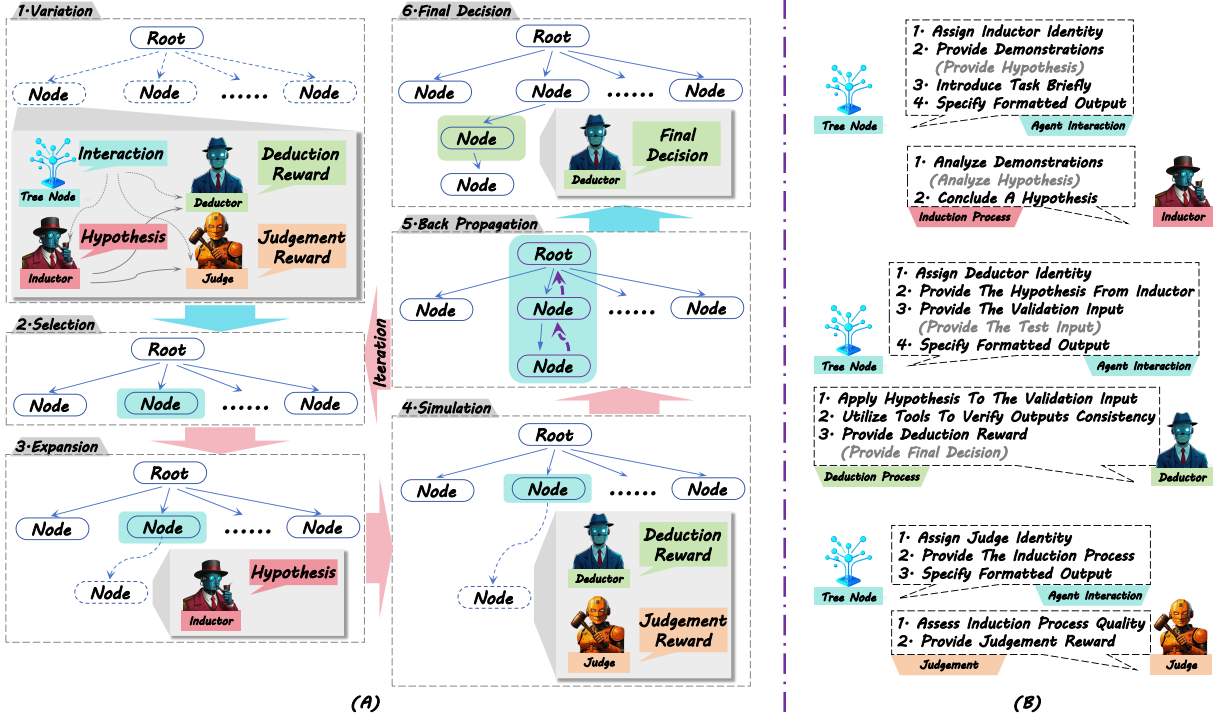 1.Variation
Root
Node
Node
......
Node
Interaction
Tree Node
Deductor
Deduction
Reward
Hypothesis
Inductor
Judge
Judgement
Reward
2.Selection
Root
Node
Node
......
Node
3.Expansion
Root
Node
Node
......
Node
Node
Inductor
Hypothesis
Iteration
6.Final Decision
Root
Node
Node
......
Node
Node
Node
Deductor
Final
Decision
5.Back Propagation
Root
Node
Node
......
Node
Node
4.Simulation
Root
Node
Node
......
Node
Node
Deductor
Deduction
Reward
Judge
Judgement
Reward
(A)
1. Assign Inductor Identity
2. Provide Demonstrations
(Provide Hypothesis)
3. Introduce Task Briefly
4. Specify Formatted Output
Tree Node
Agent Interaction
1. Analyze Demonstrations
(Analyze Hypothesis)
2. Conclude A Hypothesis
Induction Process
Inductor
1. Assign Deductor Identity
2. Provide The Hypothesis From Inductor
3. Provide The Validation Input
(Provide The Test Input)
4. Specify Formatted Output
Tree Node
Agent Interaction
1. Apply Hypothesis To The Validation Input
2. Utilize Tools To Verify Outputs Consistency
3. Provide Deduction Reward
(Provide Final Decision)
Deduction Process
Deductor
1. Assign Judge Identity
2. Provide The Induction Process
3. Specify Formatted Output
Tree Node
Agent Interaction
1. Assess Induction Process Quality
2. Provide Judgement Reward
Judgement
Judge
(B)